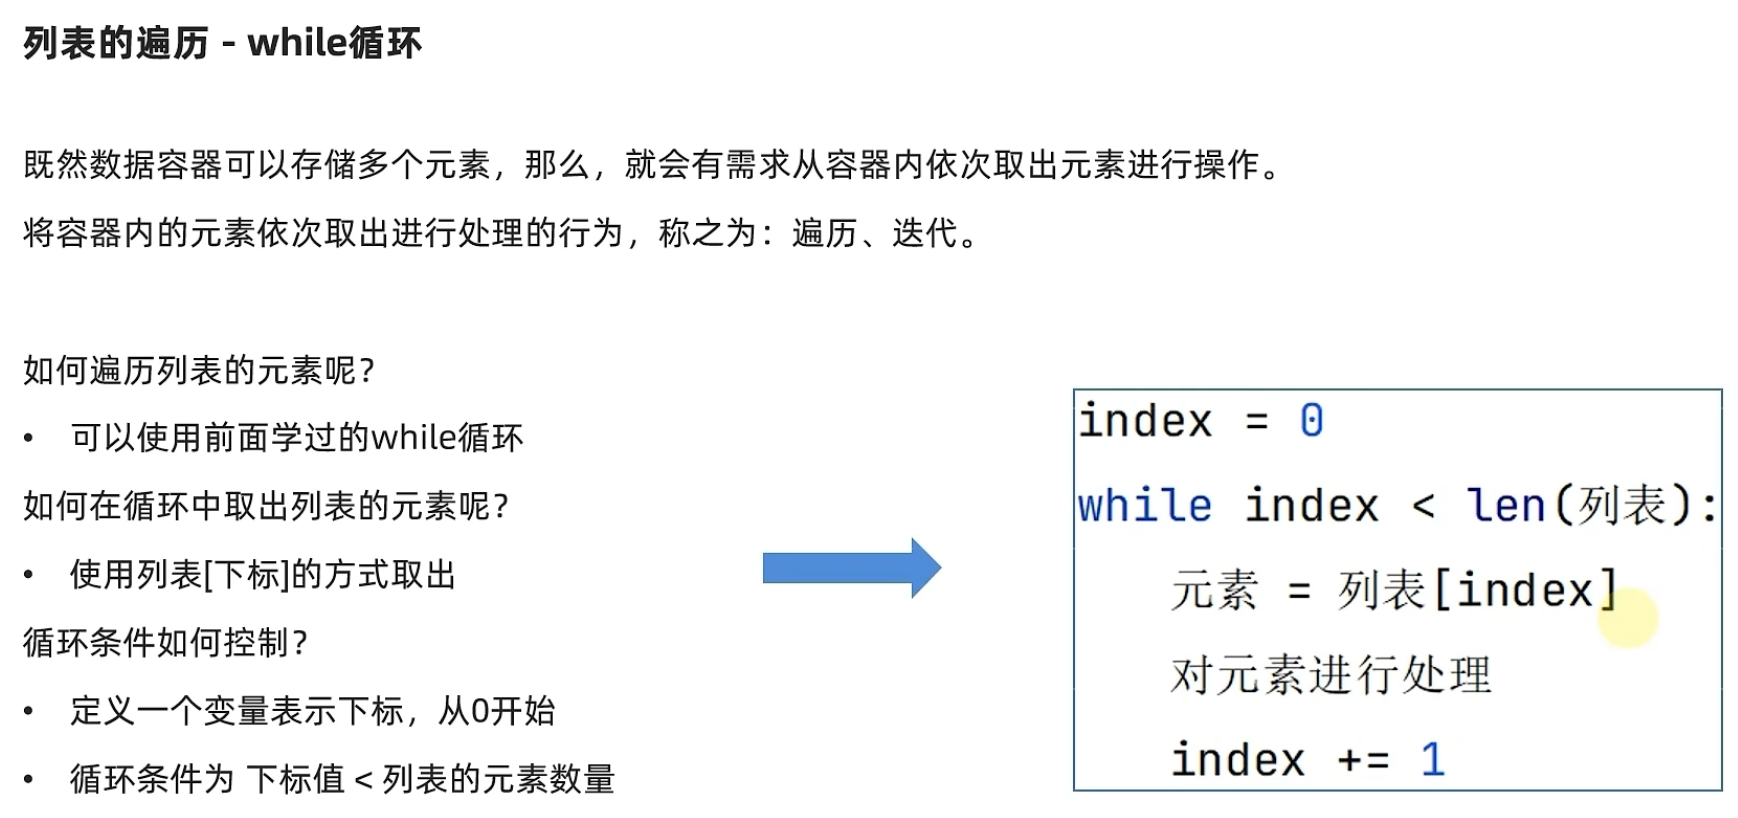 列表的遍历 - while循环
既然数据容器可以存储多个元素，那么，就会有需求从容器内依次取出元素进行操作。
将容器内的元素依次取出进行处理的行为，称之为：遍历、迭代。
如何遍历列表的元素呢？
• 可以使用前面学过的while循环
如何在循环中取出列表的元素呢？
• 使用列表[下标]的方式取出
循环条件如何控制？
• 定义一个变量表示下标，从0开始
• 循环条件为 下标值 < 列表的元素数量
index = 0
while index < len(列表):
    元素 = 列表[index]
    对元素进行处理
    index += 1